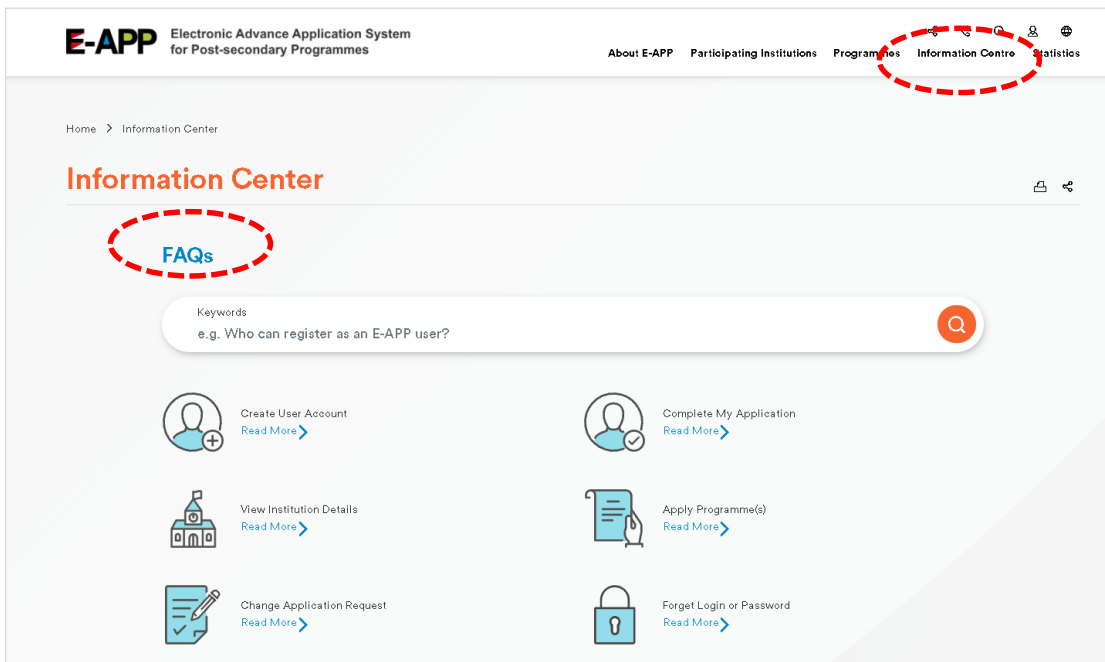 E-APP
Electronic Advance Application System
for Post-secondary Programmes
About E-APP Participating Institutions Programmes Information Centre Statistics
Home > Information Center
Information Center
FAQs
Keywords
e.g. Who can register as an E-APP user?
Create User Account
Read More
Complete My Application
Read More
View Institution Details
Read More
Apply Programme(s)
Read More
Change Application Request
Read More
Forget Login or Password
Read More